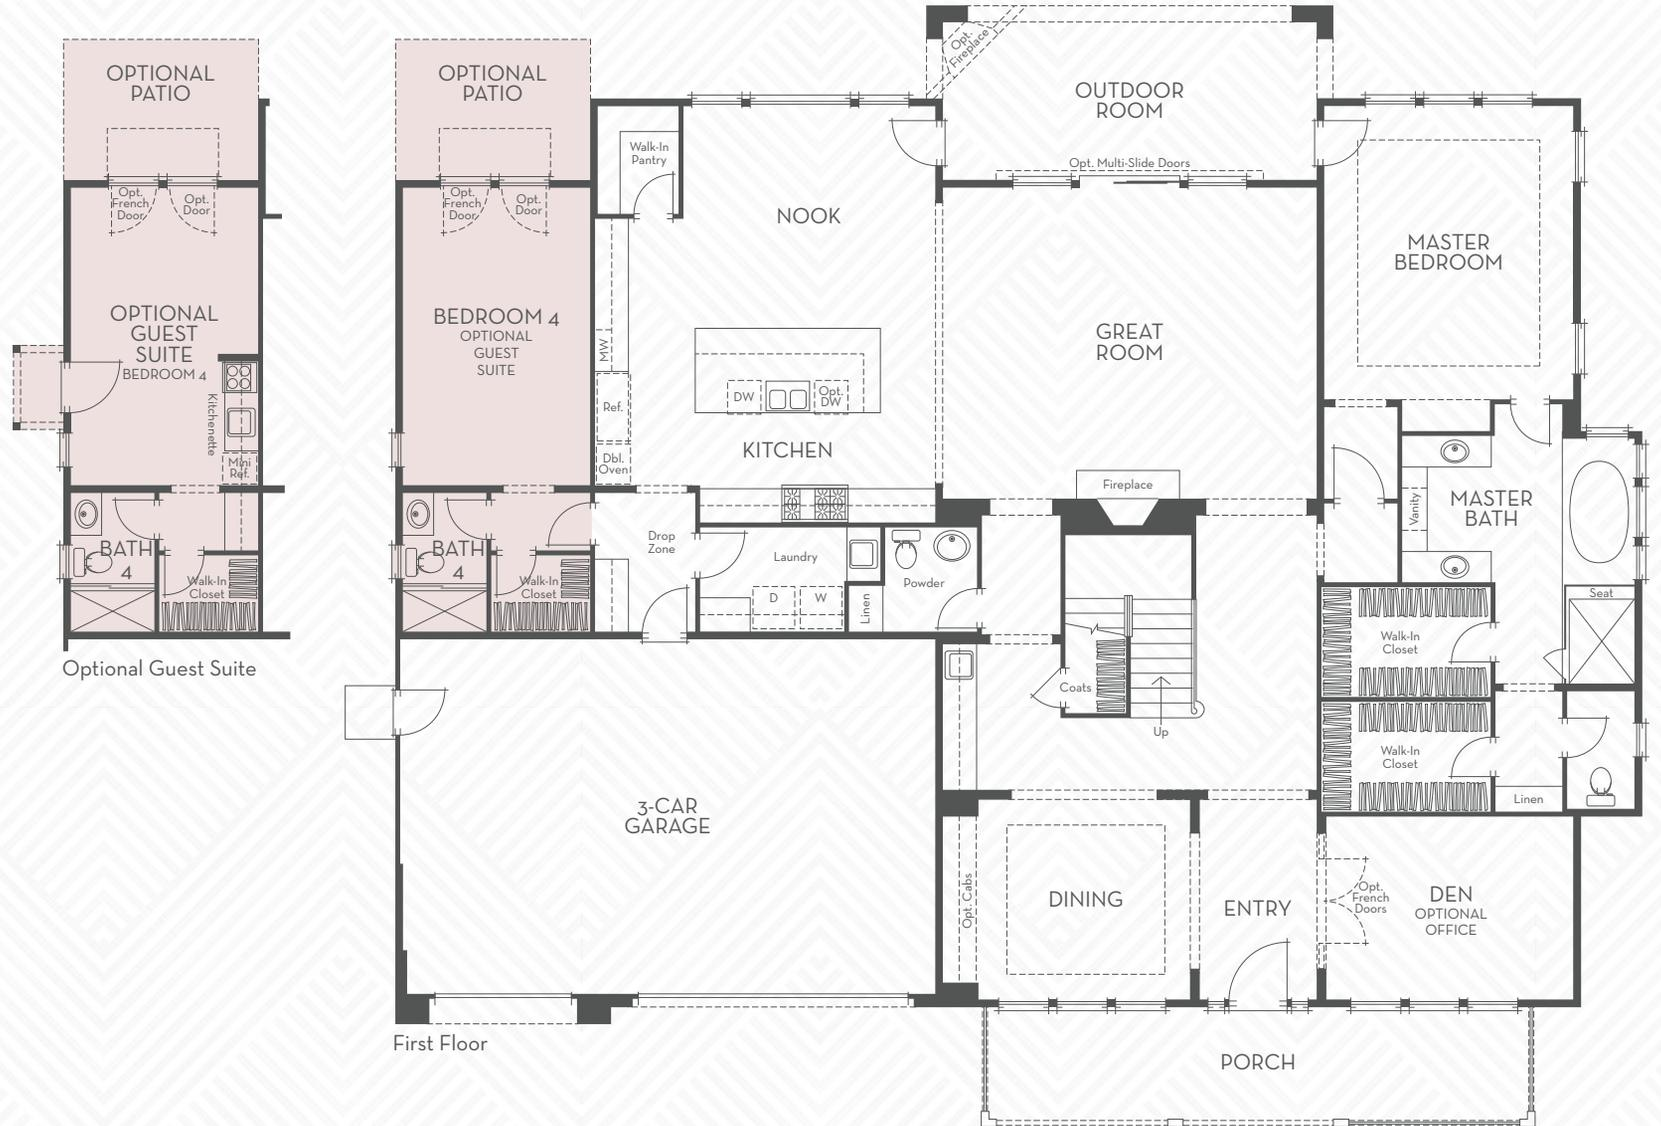 OPTIONAL
PATIO
Opt.
French
Door
Opt.
Door
OPTIONAL
GUEST
SUITE
BEDROOM 4
Kitchenette
Mini
Ref.
BATH
4
Walk-In
Closet
Optional Guest Suite
OPTIONAL
PATIO
Opt.
French
Door
Opt.
Door
BEDROOM 4
OPTIONAL
GUEST
SUITE
BATH
4
Walk-In
Closet
Walk-In
Pantry
NOOK
MW
Ref.
Dbl.
Oven
DW
Opt.
DW
KITCHEN
Drop
Zone
Laundry
D
W
Linen
Powder
Opt.
Fireplace
OUTDOOR
ROOM
Opt. Multi-Slide Doors
GREAT
ROOM
Fireplace
Coats
Up
MASTER
BEDROOM
Vanity
MASTER
BATH
Seat
Walk-In
Closet
Walk-In
Closet
Linen
3-CAR
GARAGE
Opt. Cabs
DINING
ENTRY
Opt.
French
Doors
DEN
OPTIONAL
OFFICE
First Floor
PORCH